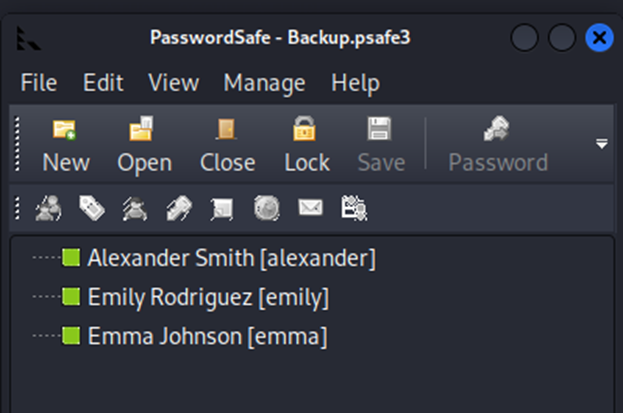 PasswordSafe - Backup.psafe3
File Edit View Manage Help
New Open Close Lock Save Password
Alexander Smith [alexander]
Emily Rodriguez [emily]
Emma Johnson [emma]